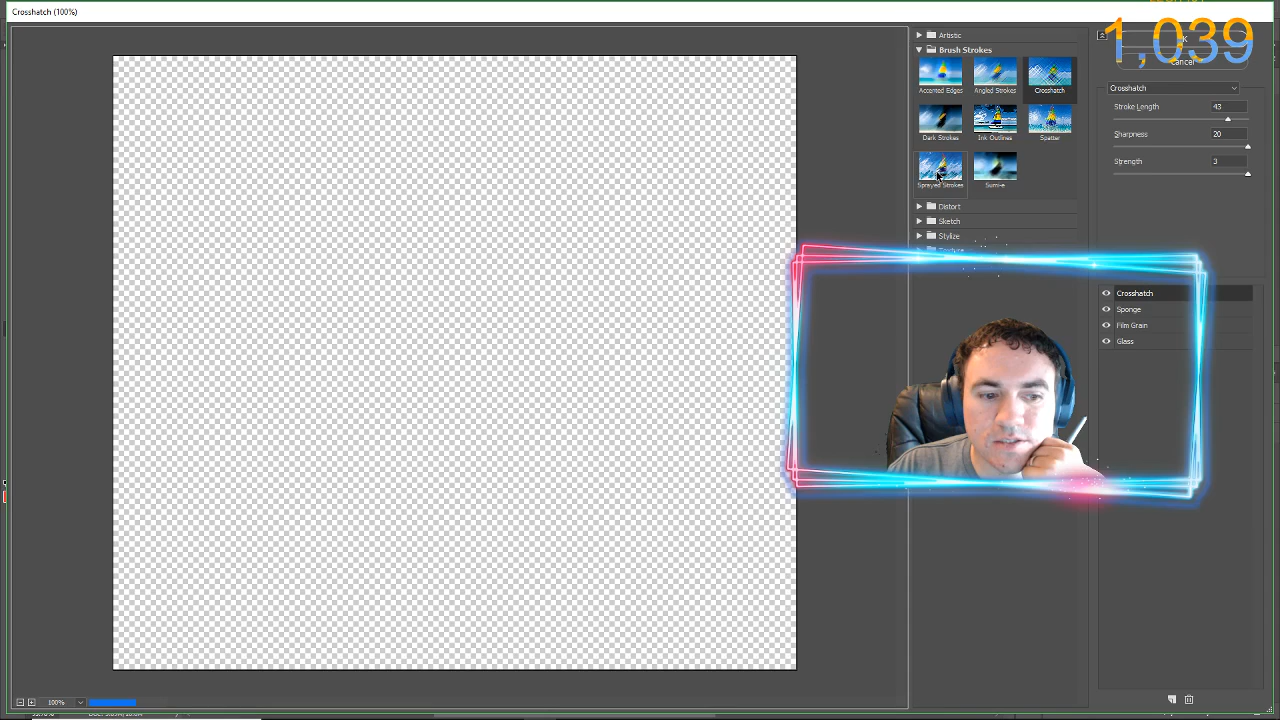 Crosshatch (100%)
1,039
Artistic
Brush Strokes
Accented Edges
Angled Strokes
Crosshatch
Dark Strokes
Ink Outlines
Spatter
Sprayed Strokes
Sumi-e
Distort
Sketch
Stylize
Cancel
Crosshatch
Stroke Length 43
Sharpness 20
Strength 3
Crosshatch
Sponge
Film Grain
Glass
100%